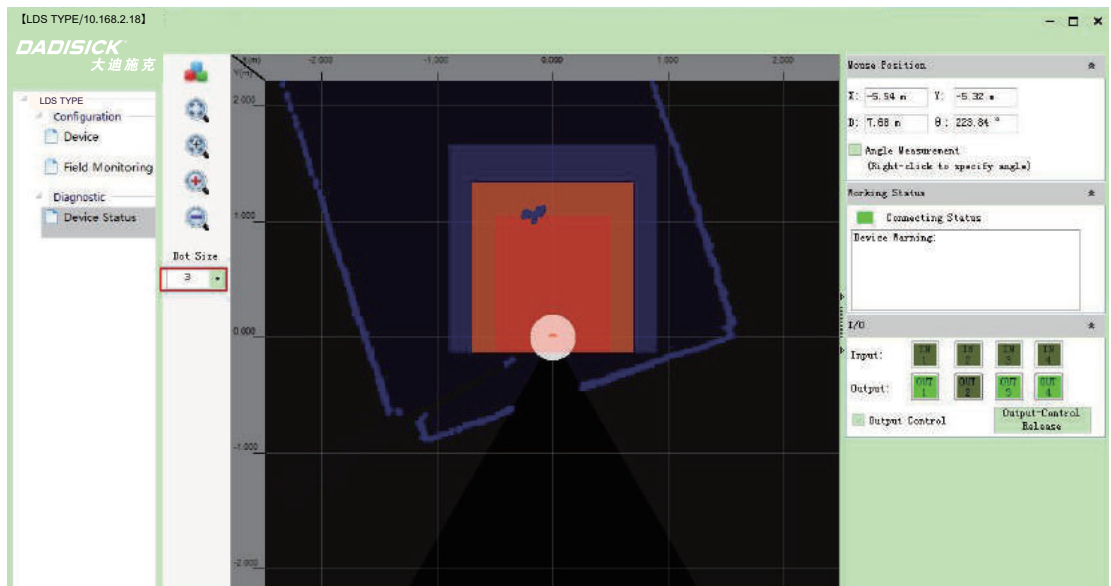 【LDS TYPE/10.168.2.18】
DADISICK
大迪施克
LDS TYPE
Configuration
Device
Field Monitoring
Diagnostic
Device Status
Dot Size
3
X(m)
Y(m)
-2.000
-1.000
0.000
1.000
2.000
2.000
1.000
0.000
-1.000
-2.000
Mouse Position
X: -5.54 m Y: -5.32 m
D: 7.68 m θ: 223.84 °
Angle Measurement
(Right-click to specify angle)
Working Status
Connecting Status
Device Warning:
I/O
Input: IN 1 IN 2 IN 3 IN 4
Output: OUT 1 OUT 2 OUT 3 OUT 4
Output Control
Output-Control
Release